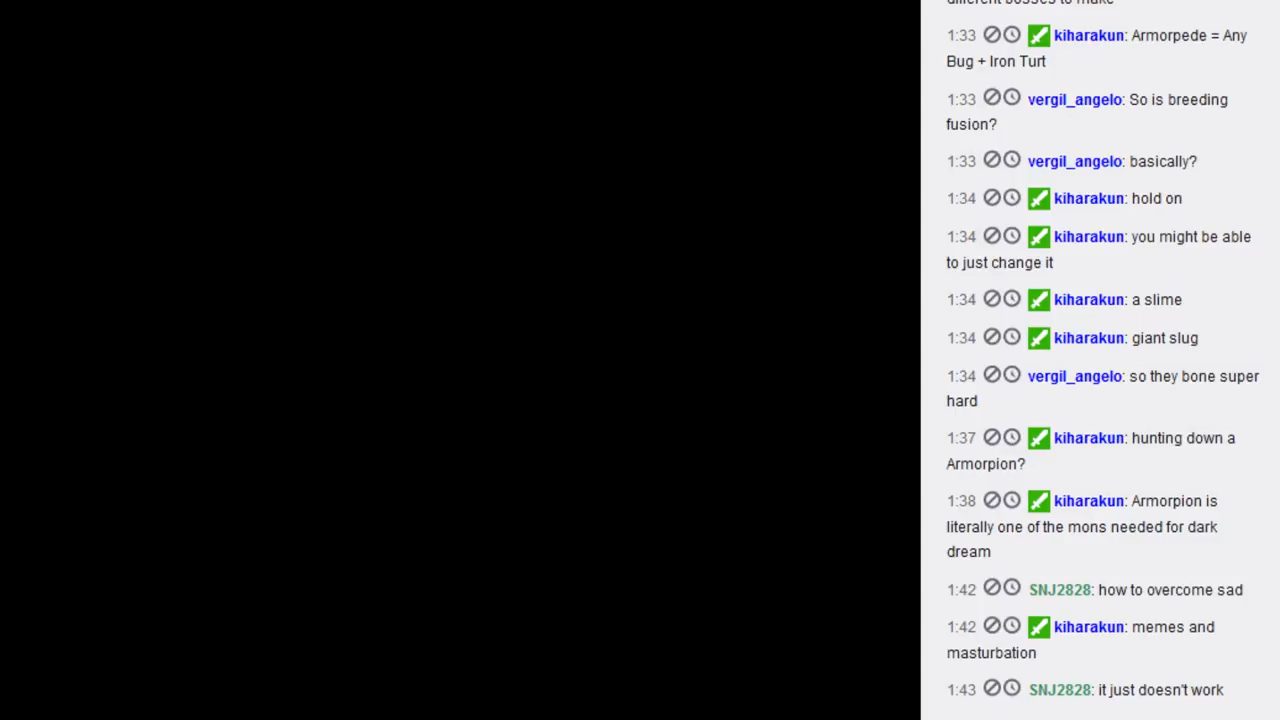 different bosses to make
1:33 kiharakun: Armorpede = Any
Bug + Iron Turt
1:33 vergil_angelo: So is breeding
fusion?
1:33 vergil_angelo: basically?
1:34 kiharakun: hold on
1:34 kiharakun: you might be able
to just change it
1:34 kiharakun: a slime
1:34 kiharakun: giant slug
1:34 vergil_angelo: so they bone super
hard
1:37 kiharakun: hunting down a
Armorpion?
1:38 kiharakun: Armorpion is
literally one of the mons needed for dark
dream
1:42 SNJ2828: how to overcome sad
1:42 kiharakun: memes and
masturbation
1:43 SNJ2828: it just doesn't work